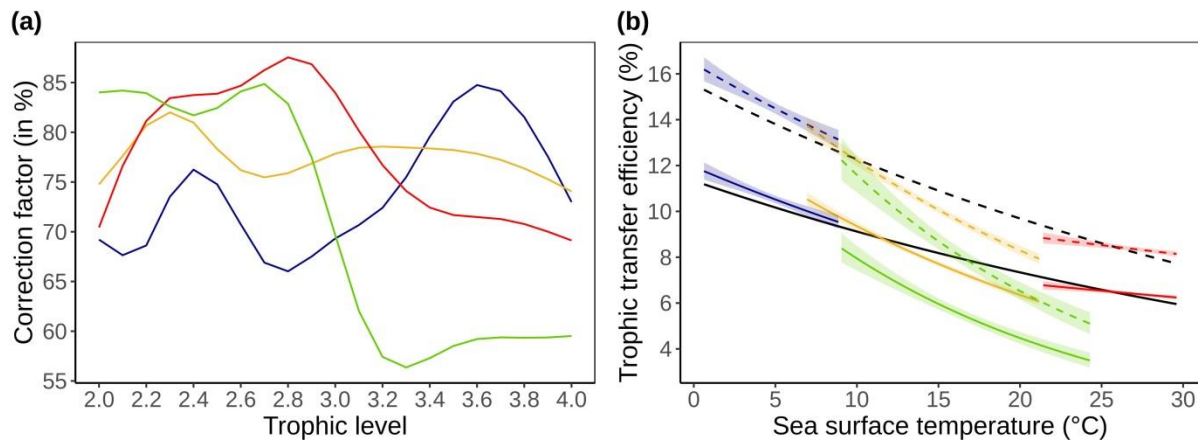 (a)
Correction factor (in %)
85
80
75
70
65
60
55
2.0 2.2 2.4 2.6 2.8 3.0 3.2 3.4 3.6 3.8 4.0
Trophic level
(b)
Trophic transfer efficiency (%)
16
14
12
10
8
6
4
0 5 10 15 20 25 30
Sea surface temperature (°C)